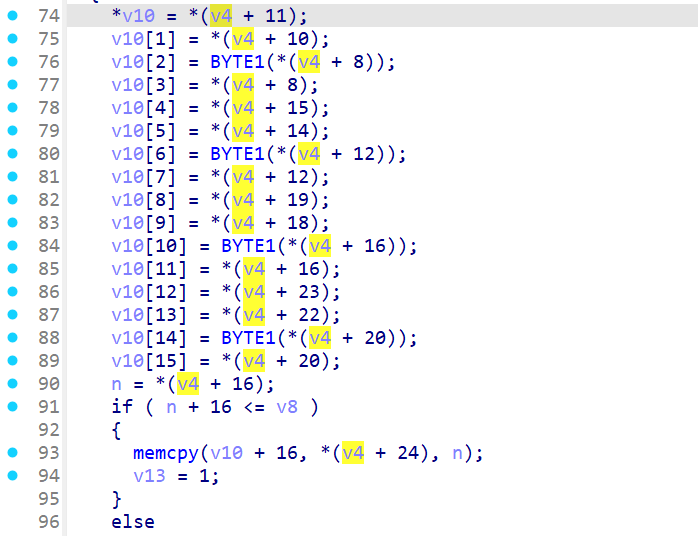 74 *v10 = *(v4 + 11);
75 v10[1] = *(v4 + 10);
76 v10[2] = BYTE1(*(v4 + 8));
77 v10[3] = *(v4 + 8);
78 v10[4] = *(v4 + 15);
79 v10[5] = *(v4 + 14);
80 v10[6] = BYTE1(*(v4 + 12));
81 v10[7] = *(v4 + 12);
82 v10[8] = *(v4 + 19);
83 v10[9] = *(v4 + 18);
84 v10[10] = BYTE1(*(v4 + 16));
85 v10[11] = *(v4 + 16);
86 v10[12] = *(v4 + 23);
87 v10[13] = *(v4 + 22);
88 v10[14] = BYTE1(*(v4 + 20));
89 v10[15] = *(v4 + 20);
90 n = *(v4 + 16);
91 if ( n + 16 <= v8 )
92 {
93 memcpy(v10 + 16, *(v4 + 24), n);
94 v13 = 1;
95 }
96 else